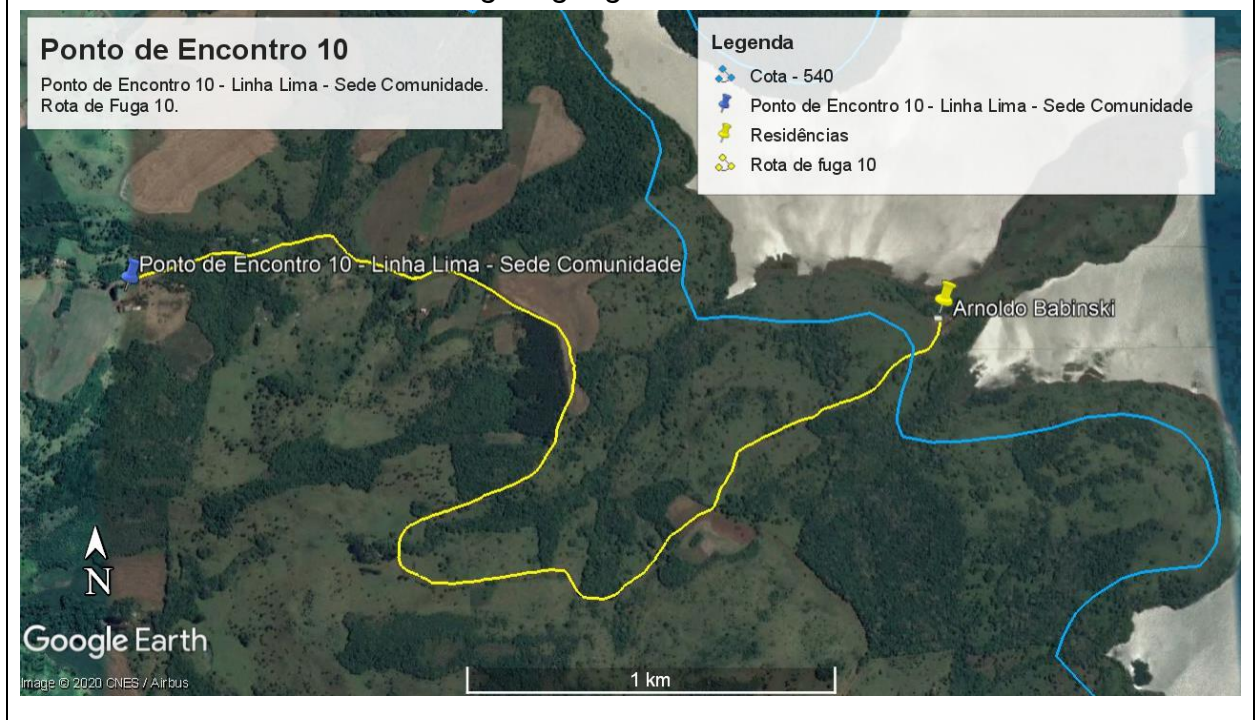 Ponto de Encontro 10
Ponto de Encontro 10 - Linha Lima - Sede Comunidade.
Rota de Fuga 10.
Legenda
Cota - 540
Ponto de Encontro 10 - Linha Lima - Sede Comunidade
Residências
Rota de fuga 10
Ponto de Encontro 10 - Linha Lima - Sede Comunidade
Arnoldo Babinski
N
Google Earth
1 km
Image © 2020 CNES / Airbus